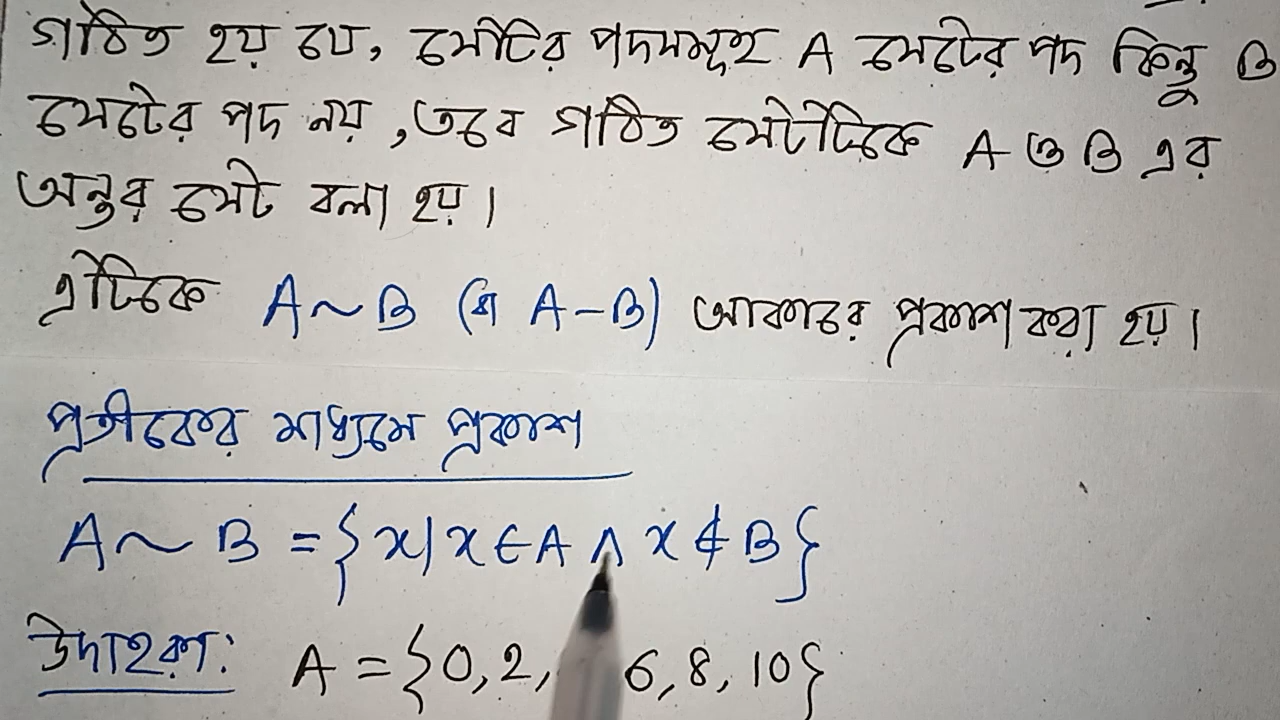 গঠিত হয় যে, সেটির পদসমূহ A সেটের পদ কিন্তু B
সেটের পদ নয়, তবে গঠিত সেটটিকে A ও B এর
অন্তর সেট বলা হয়।
এটিকে A ~ B (বা A - B) আকারে প্রকাশ করা হয়।
প্রতীকের মাধ্যমে প্রকাশ
A ~ B = {x | x ∈ A ∧ x ∉ B}
উদাহরণ: A = {0, 2, 6, 8, 10}